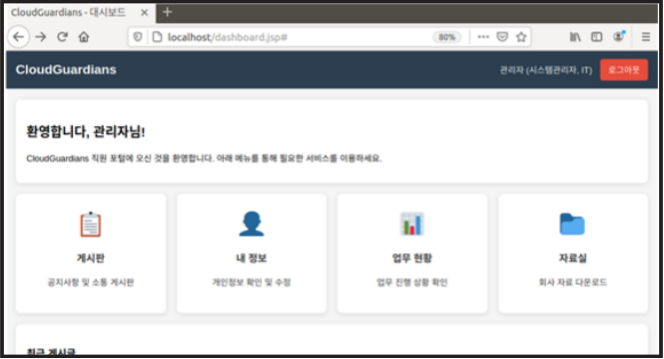 CloudGuardians - 대시보드
localhost/dashboard.jsp#
80%
CloudGuardians
관리자 (시스템관리자, IT)
로그아웃
환영합니다, 관리자님!
CloudGuardians 직원 포털에 오신 것을 환영합니다. 아래 메뉴를 통해 필요한 서비스를 이용하세요.
게시판
공지사항 및 소통 게시판
내 정보
개인정보 확인 및 수정
업무 현황
업무 진행 상황 확인
자료실
회사 자료 다운로드
최근 게시글